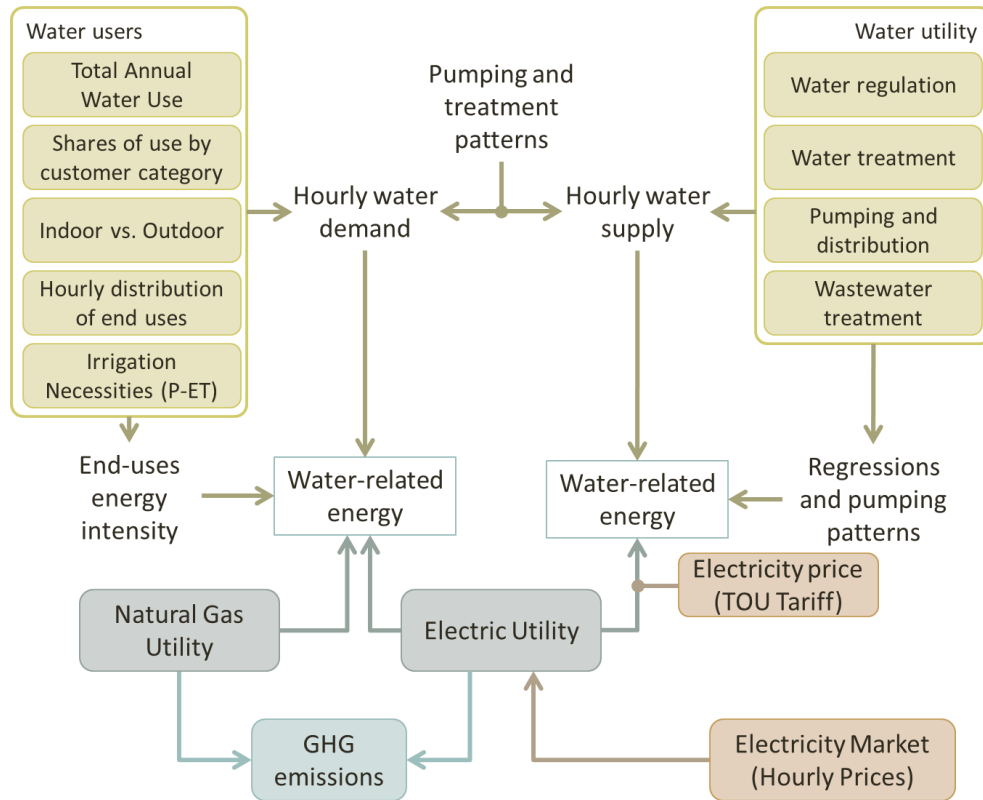 Water users
Total Annual
Water Use
Shares of use by
customer category
Indoor vs. Outdoor
Hourly distribution
of end uses
Irrigation
Necessities (P-ET)
Pumping and
treatment
patterns
Hourly water
demand
Hourly water
supply
Water utility
Water regulation
Water treatment
Pumping and
distribution
Wastewater
treatment
End-uses
energy
intensity
Water-related
energy
Water-related
energy
Regressions
and pumping
patterns
Electricity price
(TOU Tariff)
Natural Gas
Utility
Electric Utility
GHG
emissions
Electricity Market
(Hourly Prices)